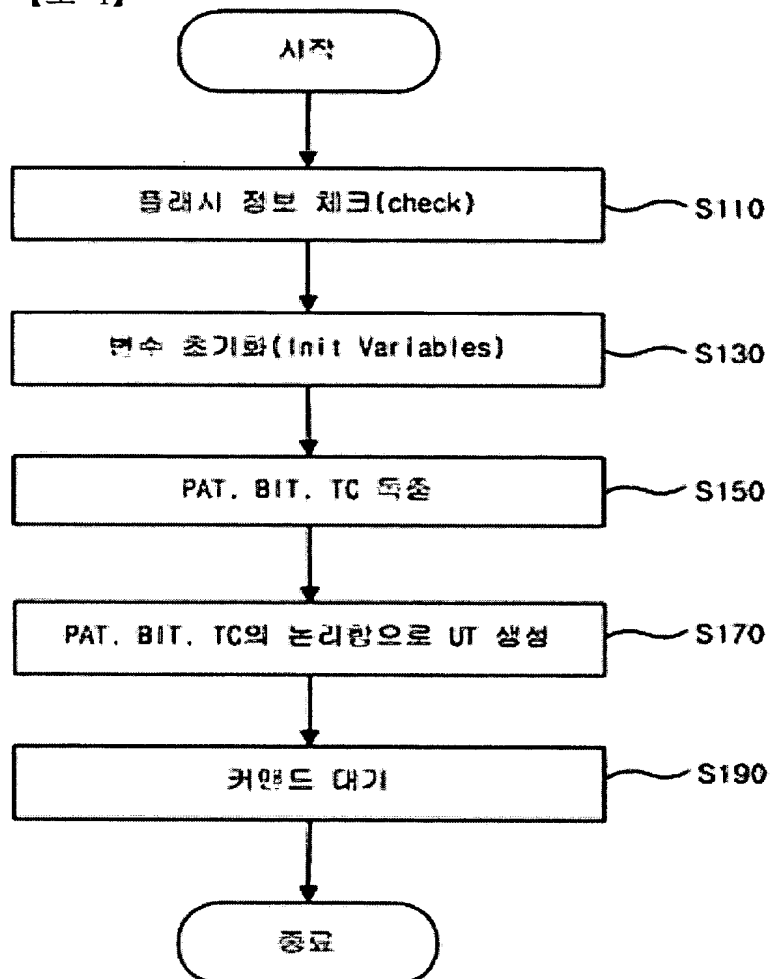 시작
플래시 정보 체크(check)
S110
변수 초기화(Init Variables)
S130
PAT. BIT. TC 독출
S150
PAT. BIT. TC의 논리합으로 UT 생성
S170
커맨드 대기
S190
종료